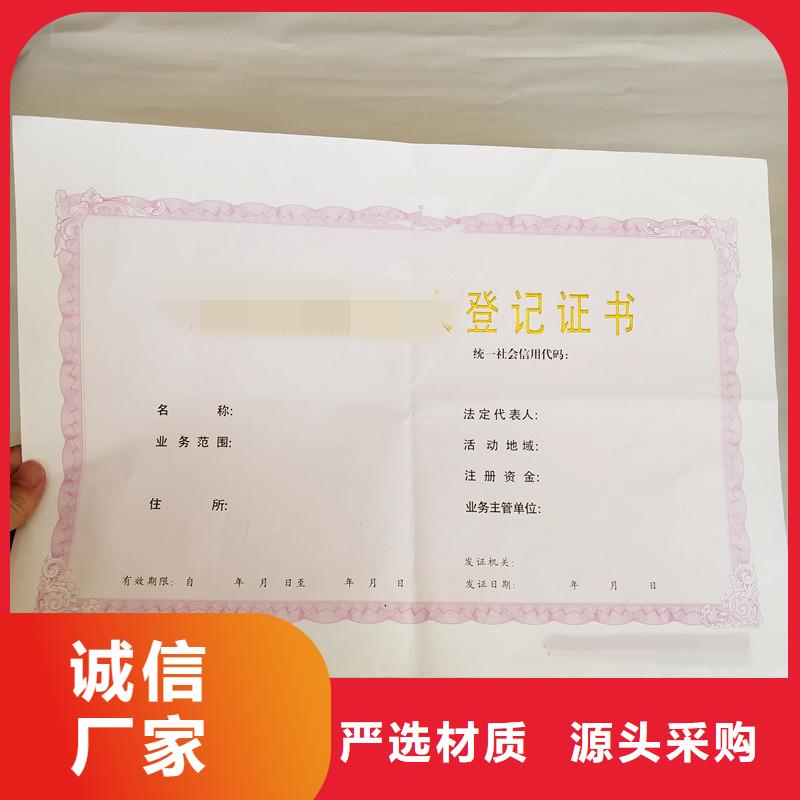 登记证书
统一社会信用代码:
名 称:
法定代表人:
业务范围:
活动地域:
注册资金:
住 所:
业务主管单位:
发证机关:
有效期限: 自 年 月 日至 年 月 日
发证日期: 年 月 日
诚信
厂家
严选材质 源头采购